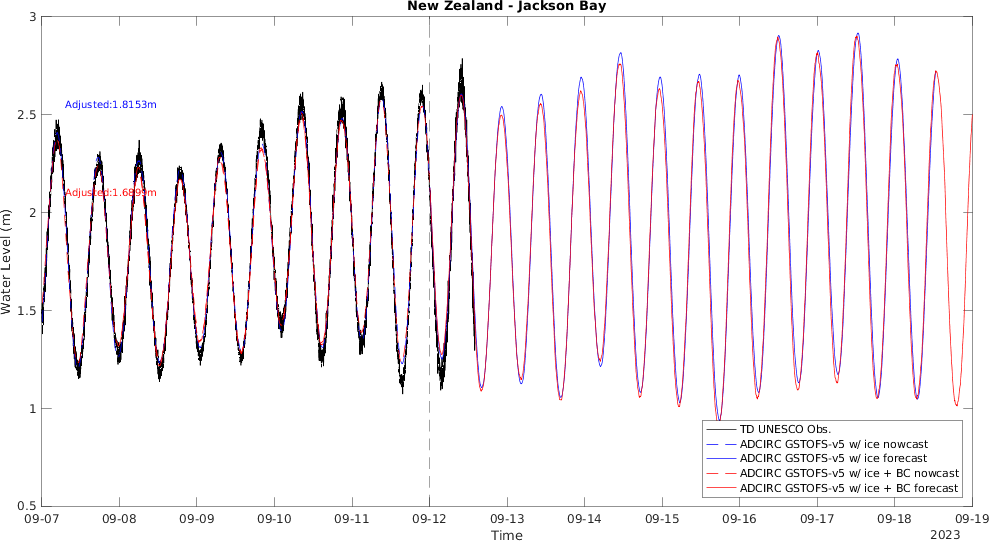 New Zealand - Jackson Bay
3
2.5
2
1.5
1
0.5
Water Level (m)
Adjusted:1.8153m
Adjusted:1.6899m
TD UNESCO Obs.
ADCIRC GSTOFS-v5 w/ ice nowcast
ADCIRC GSTOFS-v5 w/ ice forecast
ADCIRC GSTOFS-v5 w/ ice + BC nowcast
ADCIRC GSTOFS-v5 w/ ice + BC forecast
09-07 09-08 09-09 09-10 09-11 09-12 09-13 09-14 09-15 09-16 09-17 09-18 09-19
Time
2023